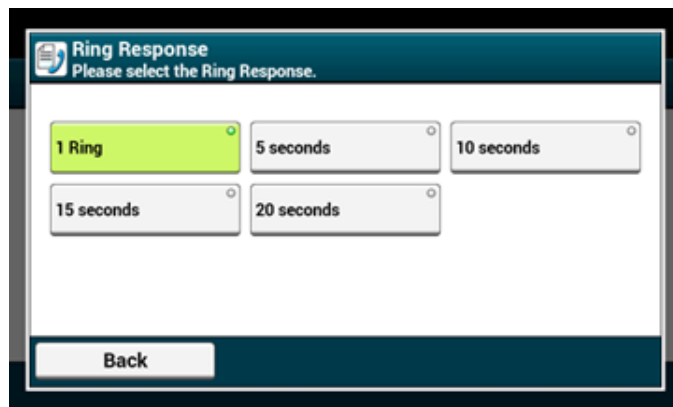 Ring Response
Please select the Ring Response.
1 Ring
5 seconds
10 seconds
15 seconds
20 seconds
Back